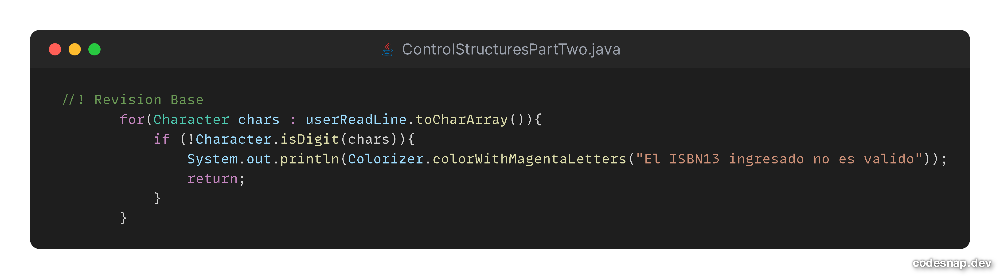 ControlStructuresPartTwo.java
//! Revision Base
for(Character chars : userReadLine.toCharArray()){
if (!Character.isDigit(chars)){
System.out.println(Colorizer.colorWithMagentaLetters("El ISBN13 ingresado no es valido"));
return;
}
}
codesnap.dev